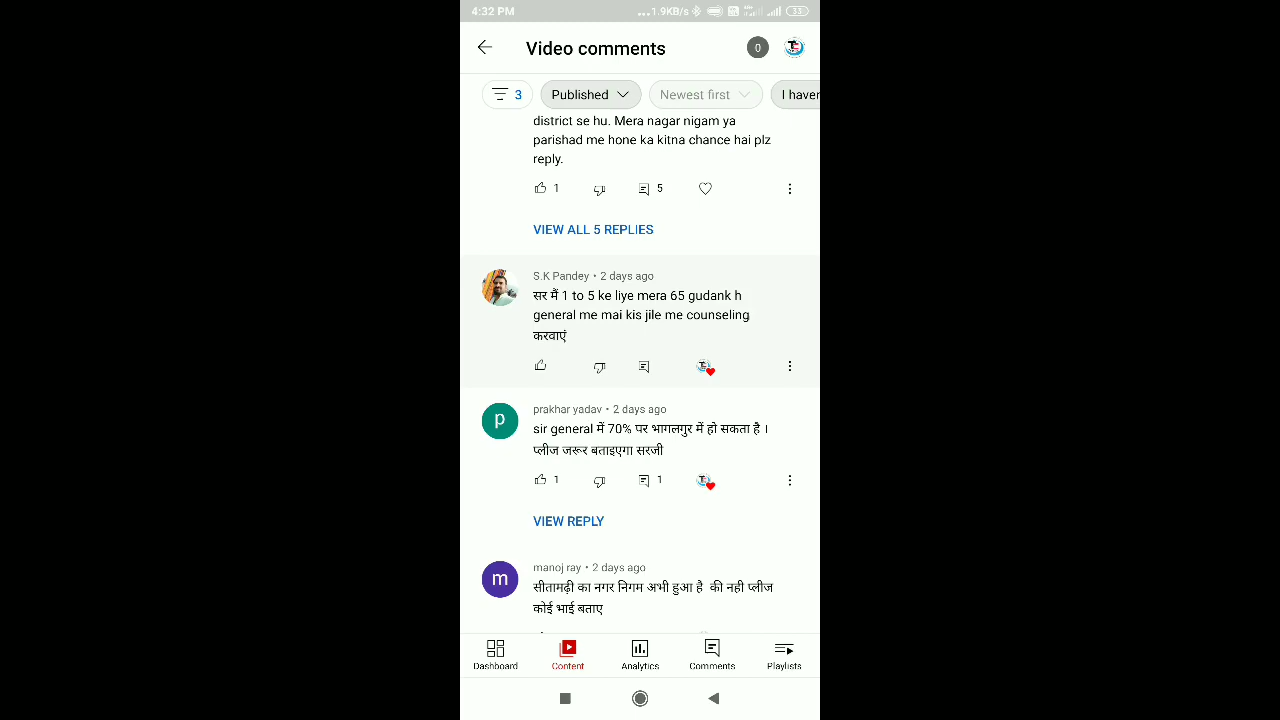 4:32 PM
...1.9KB/s
33
Video comments
0
3
Published
Newest first
I haven
district se hu. Mera nagar nigam ya
parishad me hone ka kitna chance hai plz
reply.
1
5
VIEW ALL 5 REPLIES
S.K Pandey • 2 days ago
सर मैं 1 to 5 ke liye mera 65 gudank h
general me mai kis jile me counseling
करवाएं
p
prakhar yadav • 2 days ago
sir general में 70% पर भागलगुर में हो सकता है ।
प्लीज जरूर बताइएगा सरजी
1
1
VIEW REPLY
m
manoj ray • 2 days ago
सीतामढ़ी का नगर निगम अभी हुआ है की नही प्लीज
कोई भाई बताए
Dashboard
Content
Analytics
Comments
Playlists